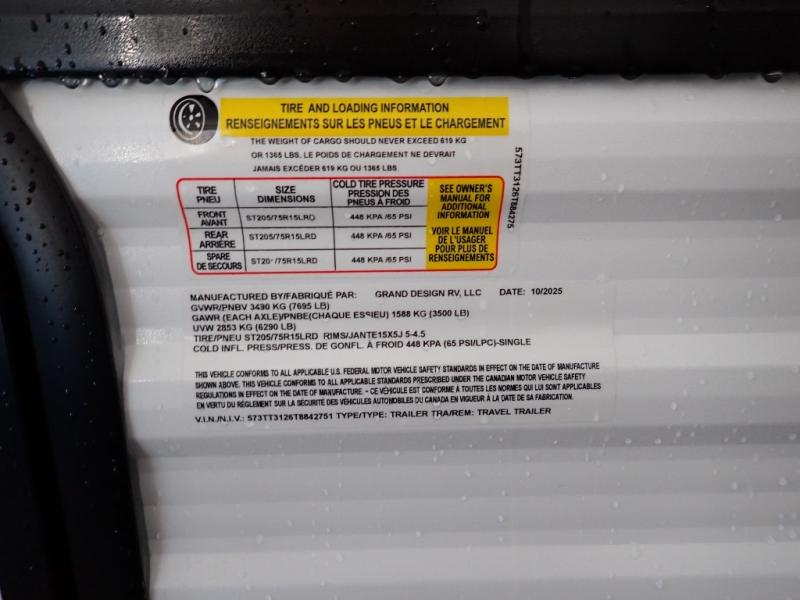 TIRE AND LOADING INFORMATION
RENSEIGNEMENTS SUR LES PNEUS ET LE CHARGEMENT
THE WEIGHT OF CARGO SHOULD NEVER EXCEED 619 KG
OR 1365 LBS. LE POIDS DE CHARGEMENT NE DEVRAIT
JAMAIS EXCÉDER 619 KG OU 1365 LBS.
TIRE PNEU SIZE DIMENSIONS COLD TIRE PRESSURE PRESSION DES PNEUS À FROID
FRONT AVANT ST205/75R15LRD 448 KPA /65 PSI
REAR ARRIÈRE ST205/75R15LRD 448 KPA /65 PSI
SPARE DE SECOURS /75R15LRD 448 KPA /65 PSI
SEE OWNER'S
MANUAL FOR
ADDITIONAL
INFORMATION
VOIR LE MANUEL
DE L'USAGER
POUR PLUS DE
RENSEIGNEMENTS
MANUFACTURED BY/FABRIQUÉ PAR: GRAND DESIGN RV, LLC DATE: 10/2025
GVWR/PNBV 3490 KG (7695 LB)
GAWR (EACH AXLE)/PNBE(CHAQUE ESSIEU) 1588 KG (3500 LB)
UVW 2853 KG (6290 LB)
TIRE/PNEU ST205/75R15LRD RIMS/JANTE15X5J 5-4.5
COLD INFL. PRESS/PRESS. DE GONFL. À FROID 448 KPA (65 PSI/LPC)-SINGLE
THIS VEHICLE CONFORMS TO ALL APPLICABLE U.S. FEDERAL MOTOR VEHICLE SAFETY STANDARDS IN EFFECT ON THE DATE OF MANUFACTURE
SHOWN ABOVE. THIS VEHICLE CONFORMS TO ALL APPLICABLE STANDARDS PRESCRIBED UNDER THE CANADIAN MOTOR VEHICLE SAFETY
REGULATIONS IN EFFECT ON THE DATE OF MANUFACTURE. - CE VÉHICULE EST CONFORME À TOUTES LES NORMES QUI LUI SONT APPLICABLES
EN VERTU DU RÉGLEMENT SUR LA SÉCURITÉ DES VÉHICULES AUTOMOBILES DU CANADA EN VIGUEUR À LA DATE DE SA FABRICATION.
V.I.N./N.I.V.: 573TT3126T8842751 TYPE/TYPE: TRAILER TRA/REM: TRAVEL TRAILER